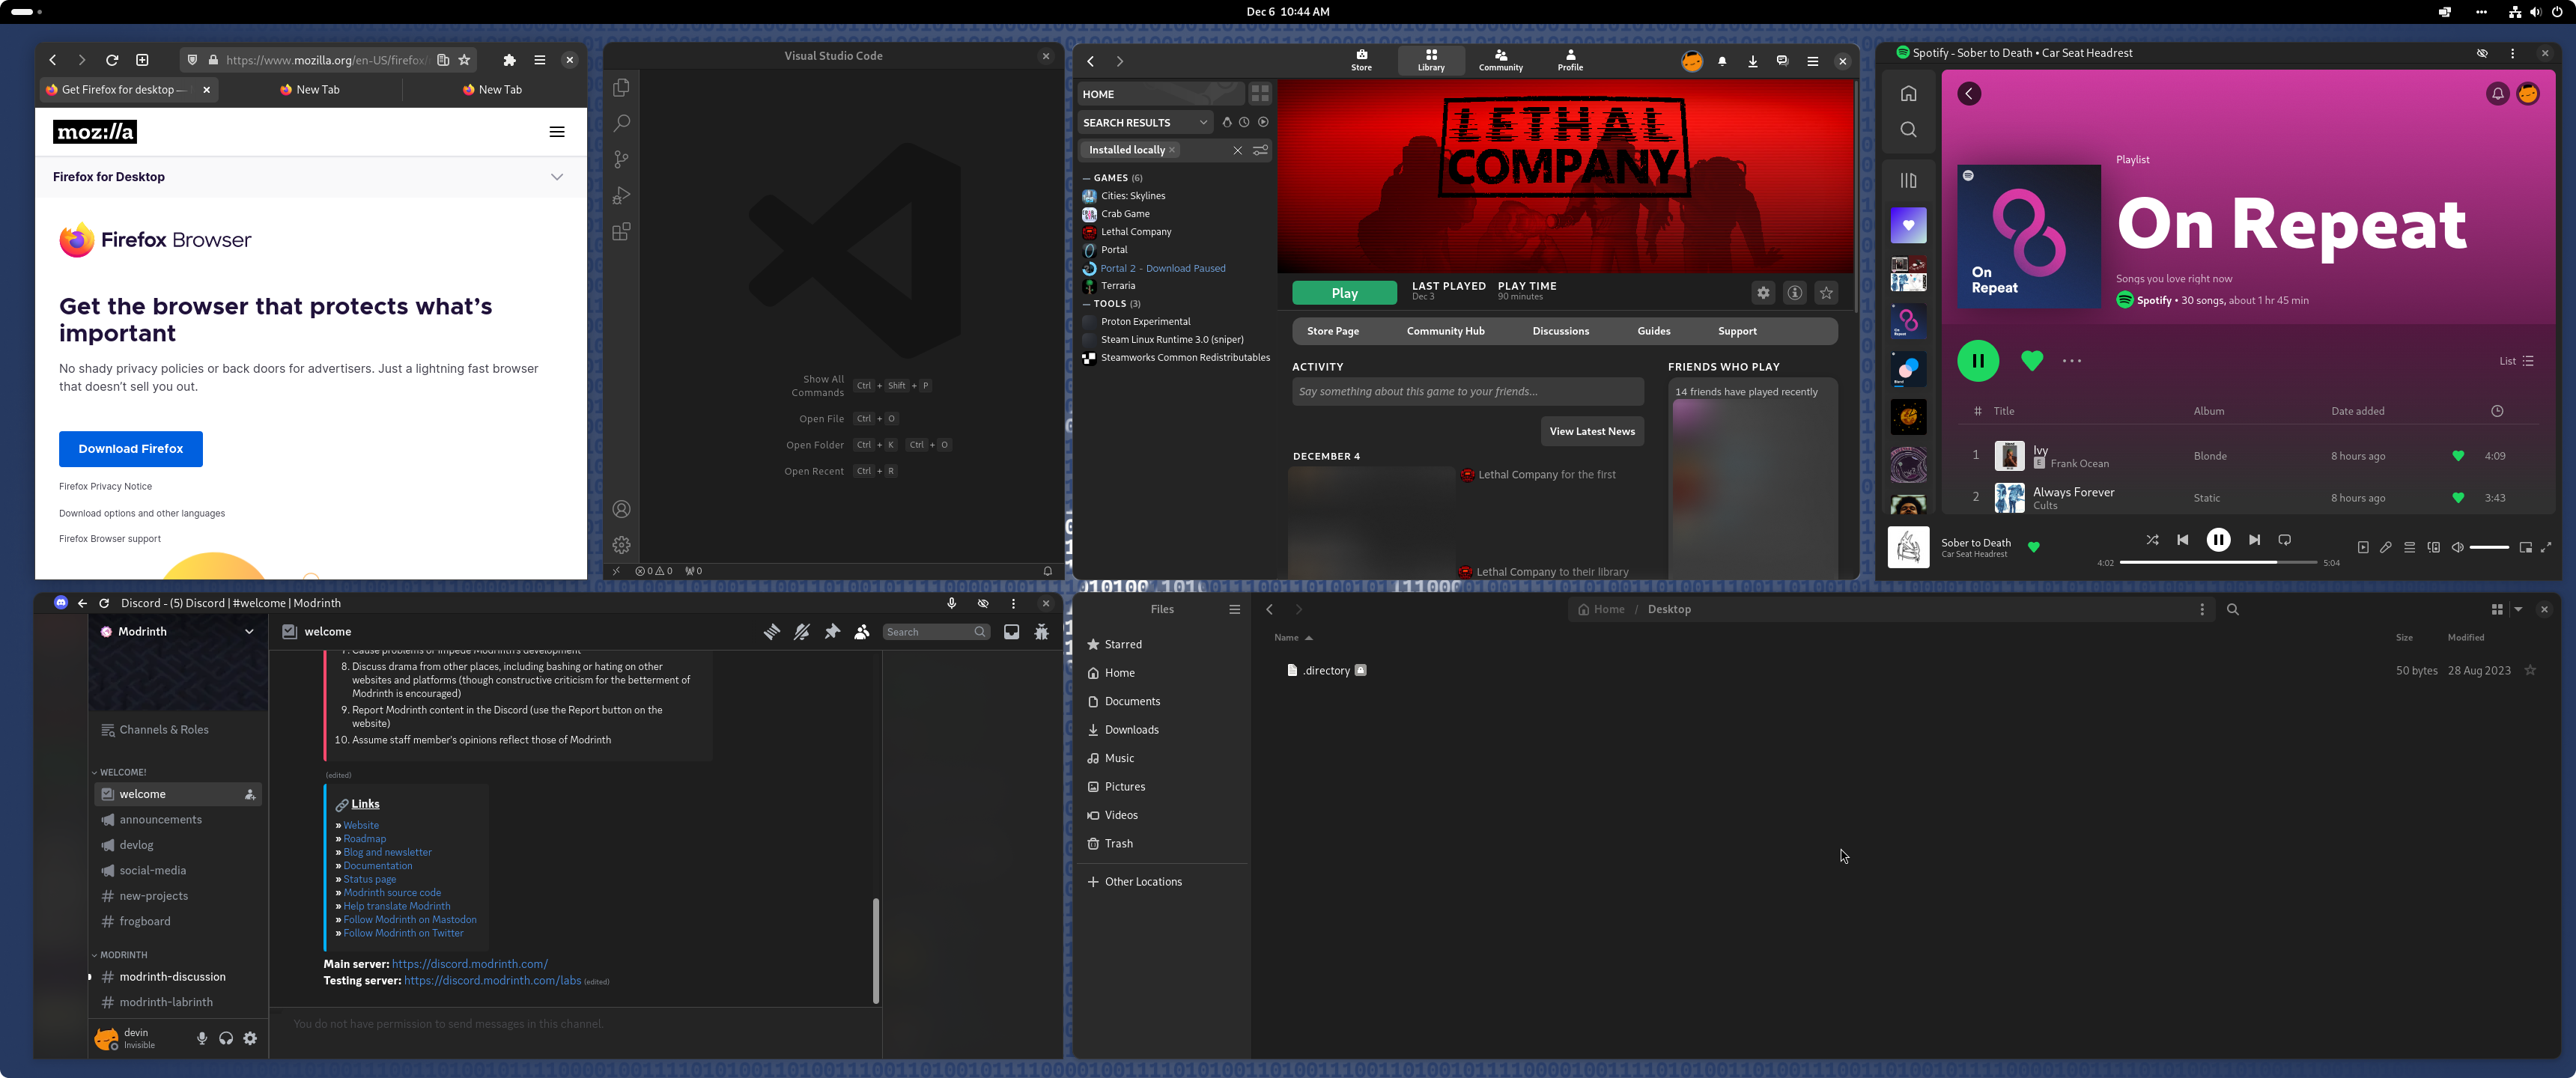 Dec 6 10:44 AM
https://www.mozilla.org/en-US/firefox/
Get Firefox for desktop —
New Tab
New Tab
moz://a
Firefox for Desktop
Firefox Browser
Get the browser that protects what's
important
No shady privacy policies or back doors for advertisers. Just a lightning fast browser
that doesn't sell you out.
Download Firefox
Firefox Privacy Notice
Download options and other languages
Firefox Browser support
Visual Studio Code
Show All
Commands
Ctrl + Shift + P
Open File
Ctrl + O
Open Folder
Ctrl + K Ctrl + O
Open Recent
Ctrl + R
0 0 0
Store
Library
Community
Profile
HOME
SEARCH RESULTS
Installed locally
GAMES (6)
Cities: Skylines
Crab Game
Lethal Company
Portal
Portal 2 - Download Paused
Terraria
TOOLS (3)
Proton Experimental
Steam Linux Runtime 3.0 (sniper)
Steamworks Common Redistributables
LETHAL
COMPANY
Play
LAST PLAYED
Dec 3
PLAY TIME
90 minutes
Store Page
Community Hub
Discussions
Guides
Support
ACTIVITY
Say something about this game to your friends...
View Latest News
DECEMBER 4
Lethal Company for the first
Lethal Company to their library
FRIENDS WHO PLAY
14 friends have played recently
Spotify - Sober to Death • Car Seat Headrest
On
Repeat
Playlist
On Repeat
Songs you love right now
Spotify • 30 songs, about 1 hr 45 min
List
# Title Album Date added
1 Ivy Blonde 8 hours ago 4:09
E Frank Ocean
2 Always Forever Static 8 hours ago 3:43
Cults
Sober to Death
Car Seat Headrest
4:02
5:04
Discord - (5) Discord | #welcome | Modrinth
Modrinth
Channels & Roles
WELCOME!
welcome
announcements
devlog
social-media
new-projects
frogboard
MODRINTH
modrinth-discussion
modrinth-labrinth
devin
Invisible
welcome
Search
7. Cause problems or impede Modrinth's development
8. Discuss drama from other places, including bashing or hating on other
websites and platforms (though constructive criticism for the betterment of
Modrinth is encouraged)
9. Report Modrinth content in the Discord (use the Report button on the
website)
10. Assume staff member's opinions reflect those of Modrinth
(edited)
Links
» Website
» Roadmap
» Blog and newsletter
» Documentation
» Status page
» Modrinth source code
» Help translate Modrinth
» Follow Modrinth on Mastodon
» Follow Modrinth on Twitter
Main server: https://discord.modrinth.com/
Testing server: https://discord.modrinth.com/labs (edited)
You do not have permission to send messages in this channel.
Files
Starred
Home
Documents
Downloads
Music
Pictures
Videos
Trash
Other Locations
Home / Desktop
Name
Size
Modified
.directory
50 bytes
28 Aug 2023